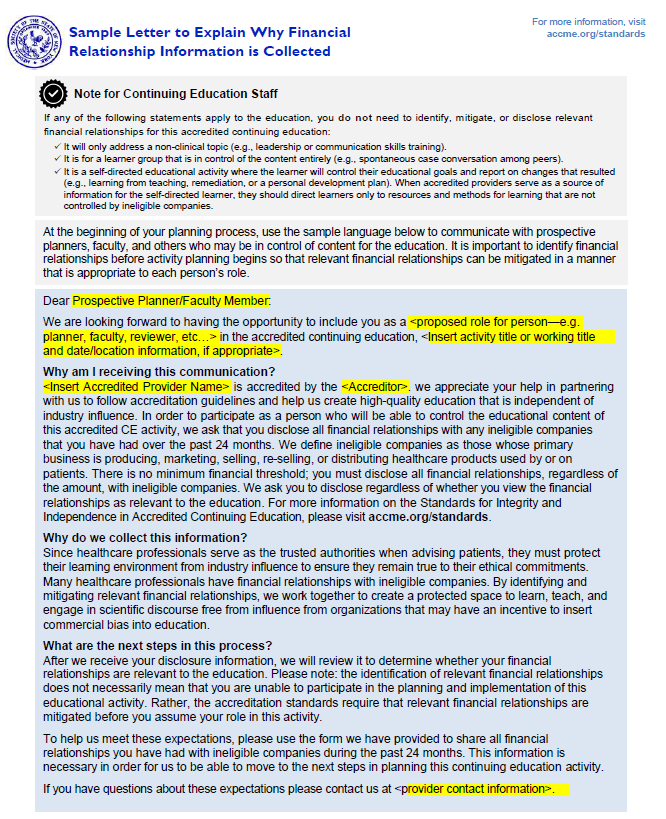 Sample Letter to Explain Why Financial
Relationship Information is Collected
For more information, visit
accme.org/standards
Note for Continuing Education Staff
If any of the following statements apply to the education, you do not need to identify, mitigate, or disclose relevant
financial relationships for this accredited continuing education:
✓ It will only address a non-clinical topic (e.g., leadership or communication skills training).
✓ It is for a learner group that is in control of the content entirely (e.g., spontaneous case conversation among peers).
✓ It is a self-directed educational activity where the learner will control their educational goals and report on changes that resulted
(e.g., learning from teaching, remediation, or a personal development plan). When accredited providers serve as a source of
information for the self-directed learner, they should direct learners only to resources and methods for learning that are not
controlled by ineligible companies.
At the beginning of your planning process, use the sample language below to communicate with prospective
planners, faculty, and others who may be in control of content for the education. It is important to identify financial
relationships before activity planning begins so that relevant financial relationships can be mitigated in a manner
that is appropriate to each person's role.
Dear Prospective Planner/Faculty Member:
We are looking forward to having the opportunity to include you as a <proposed role for person—e.g.
planner, faculty, reviewer, etc…> in the accredited continuing education, <Insert activity title or working title
and date/location information, if appropriate>.
Why am I receiving this communication?
<Insert Accredited Provider Name> is accredited by the <Accreditor>. we appreciate your help in partnering
with us to follow accreditation guidelines and help us create high-quality education that is independent of
industry influence. In order to participate as a person who will be able to control the educational content of
this accredited CE activity, we ask that you disclose all financial relationships with any ineligible companies
that you have had over the past 24 months. We define ineligible companies as those whose primary
business is producing, marketing, selling, re-selling, or distributing healthcare products used by or on
patients. There is no minimum financial threshold; you must disclose all financial relationships, regardless of
the amount, with ineligible companies. We ask you to disclose regardless of whether you view the financial
relationships as relevant to the education. For more information on the Standards for Integrity and
Independence in Accredited Continuing Education, please visit accme.org/standards.
Why do we collect this information?
Since healthcare professionals serve as the trusted authorities when advising patients, they must protect
their learning environment from industry influence to ensure they remain true to their ethical commitments.
Many healthcare professionals have financial relationships with ineligible companies. By identifying and
mitigating relevant financial relationships, we work together to create a protected space to learn, teach, and
engage in scientific discourse free from influence from organizations that may have an incentive to insert
commercial bias into education.
What are the next steps in this process?
After we receive your disclosure information, we will review it to determine whether your financial
relationships are relevant to the education. Please note: the identification of relevant financial relationships
does not necessarily mean that you are unable to participate in the planning and implementation of this
educational activity. Rather, the accreditation standards require that relevant financial relationships are
mitigated before you assume your role in this activity.
To help us meet these expectations, please use the form we have provided to share all financial
relationships you have had with ineligible companies during the past 24 months. This information is
necessary in order for us to be able to move to the next steps in planning this continuing education activity.
If you have questions about these expectations please contact us at <provider contact information>.